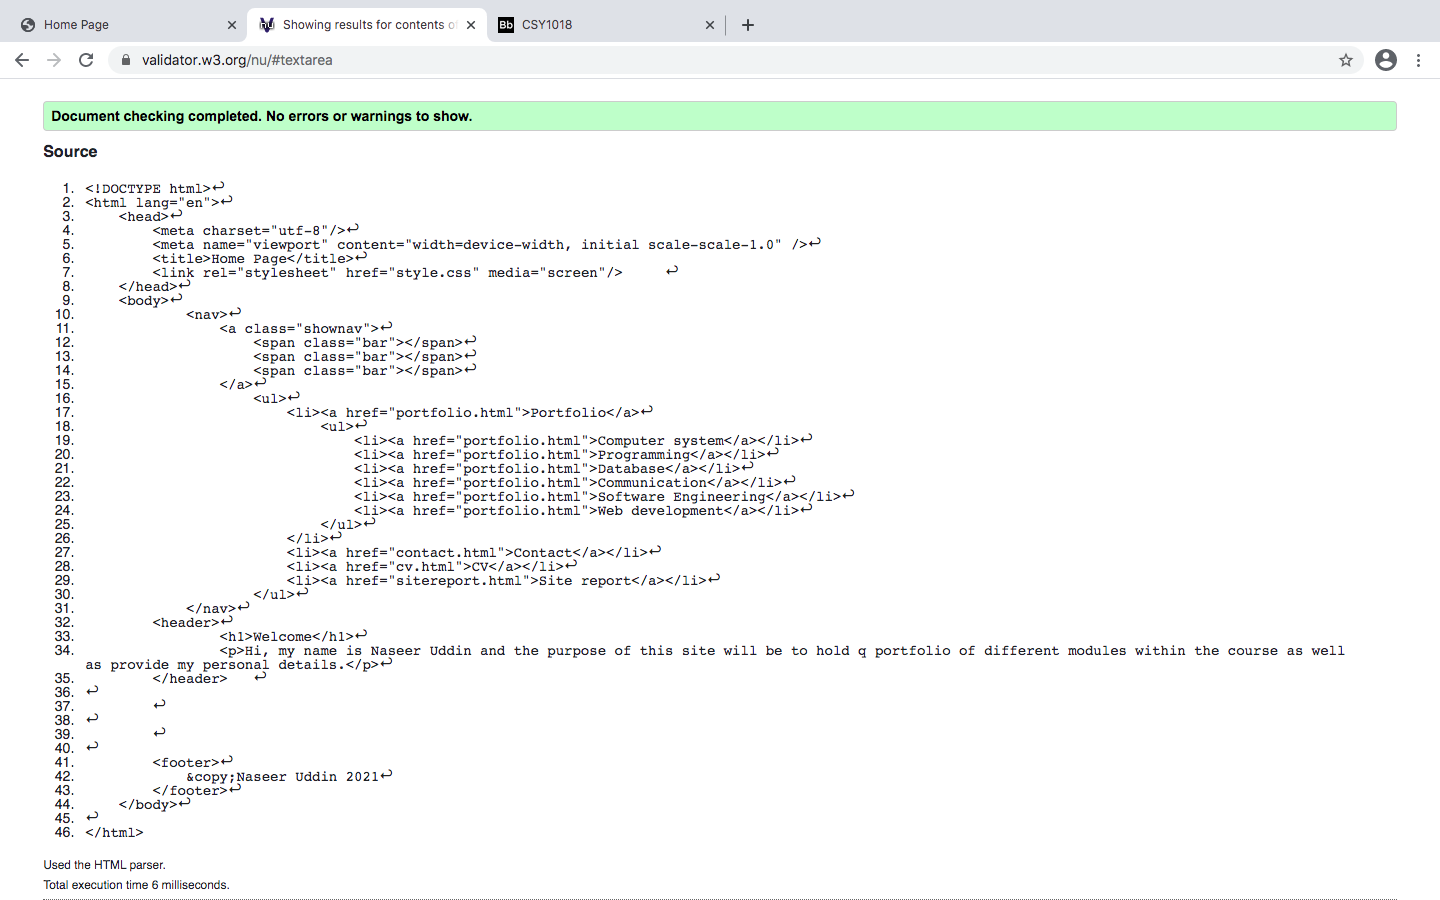 Home Page
Showing results for contents o
CSY1018
validator.w3.org/nu/#textarea
Document checking completed. No errors or warnings to show.
Source
1. <!DOCTYPE html>↩
2. <html lang="en">↩
3.     <head>↩
4.         <meta charset="utf-8"/>↩
5.         <meta name="viewport" content="width=device-width, initial scale-scale-1.0" />↩
6.         <title>Home Page</title>↩
7.         <link rel="stylesheet" href="style.css" media="screen"/>     ↩
8.     </head>↩
9.     <body>↩
10.             <nav>↩
11.                 <a class="shownav">↩
12.                     <span class="bar"></span>↩
13.                     <span class="bar"></span>↩
14.                     <span class="bar"></span>↩
15.                 </a>↩
16.                     <ul>↩
17.                         <li><a href="portfolio.html">Portfolio</a>↩
18.                             <ul>↩
19.                                 <li><a href="portfolio.html">Computer system</a></li>↩
20.                                 <li><a href="portfolio.html">Programming</a></li>↩
21.                                 <li><a href="portfolio.html">Database</a></li>↩
22.                                 <li><a href="portfolio.html">Communication</a></li>↩
23.                                 <li><a href="portfolio.html">Software Engineering</a></li>↩
24.                                 <li><a href="portfolio.html">Web development</a></li>↩
25.                             </ul>↩
26.                         </li>↩
27.                         <li><a href="contact.html">Contact</a></li>↩
28.                         <li><a href="cv.html">CV</a></li>↩
29.                         <li><a href="sitereport.html">Site report</a></li>↩
30.                     </ul>↩
31.             </nav>↩
32.         <header>↩
33.                 <h1>Welcome</h1>↩
34.                 <p>Hi, my name is Naseer Uddin and the purpose of this site will be to hold q portfolio of different modules within the course as well
as provide my personal details.</p>↩
35.         </header>   ↩
36. ↩
37.         ↩
38. ↩
39.         ↩
40. ↩
41.         <footer>↩
42.             &copy;Naseer Uddin 2021↩
43.         </footer>↩
44.     </body>↩
45. ↩
46. </html>
Used the HTML parser.
Total execution time 6 milliseconds.